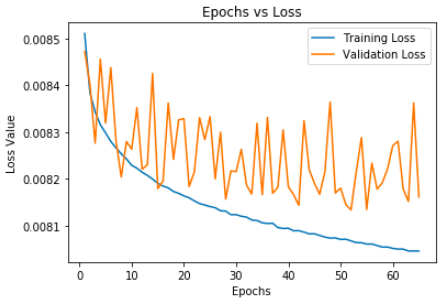 Epochs vs Loss
Training Loss
Validation Loss
Loss Value
0.0085
0.0084
0.0083
0.0082
0.0081
0 10 20 30 40 50 60
Epochs